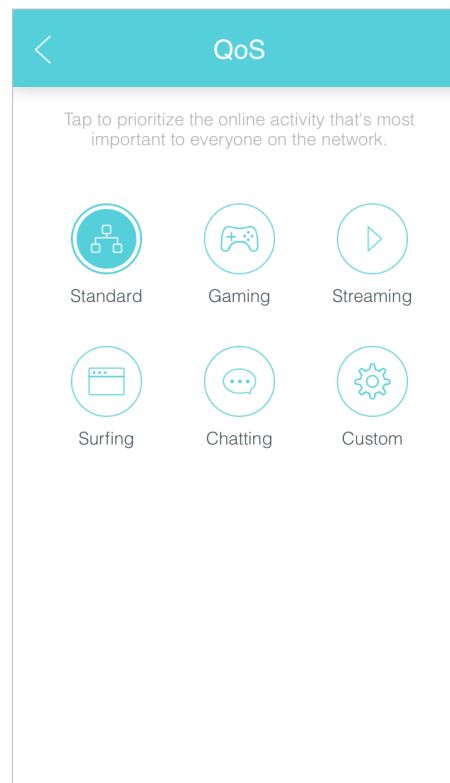 QoS
Tap to prioritize the online activity that's most
important to everyone on the network.
Standard
Gaming
Streaming
Surfing
Chatting
Custom